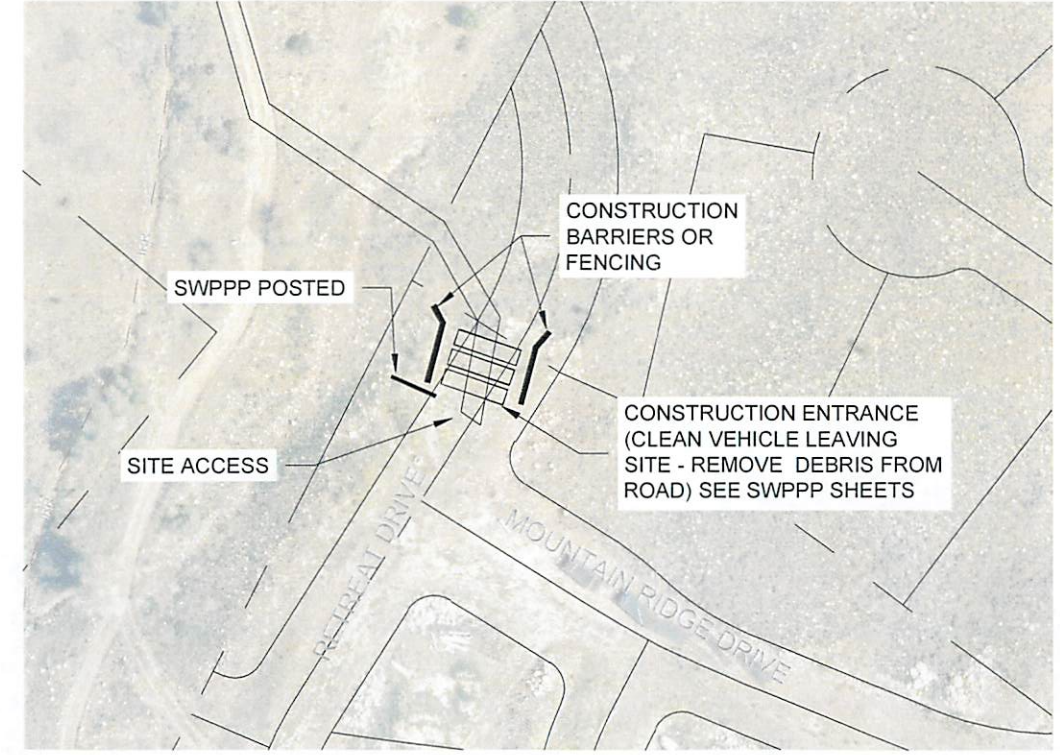 CONSTRUCTION
BARRIERS OR
FENCING
SWPPP POSTED
CONSTRUCTION ENTRANCE
(CLEAN VEHICLE LEAVING
SITE - REMOVE DEBRIS FROM
ROAD) SEE SWPPP SHEETS
SITE ACCESS
RETREAT DRIVE
MOUNTAIN RIDGE DRIVE